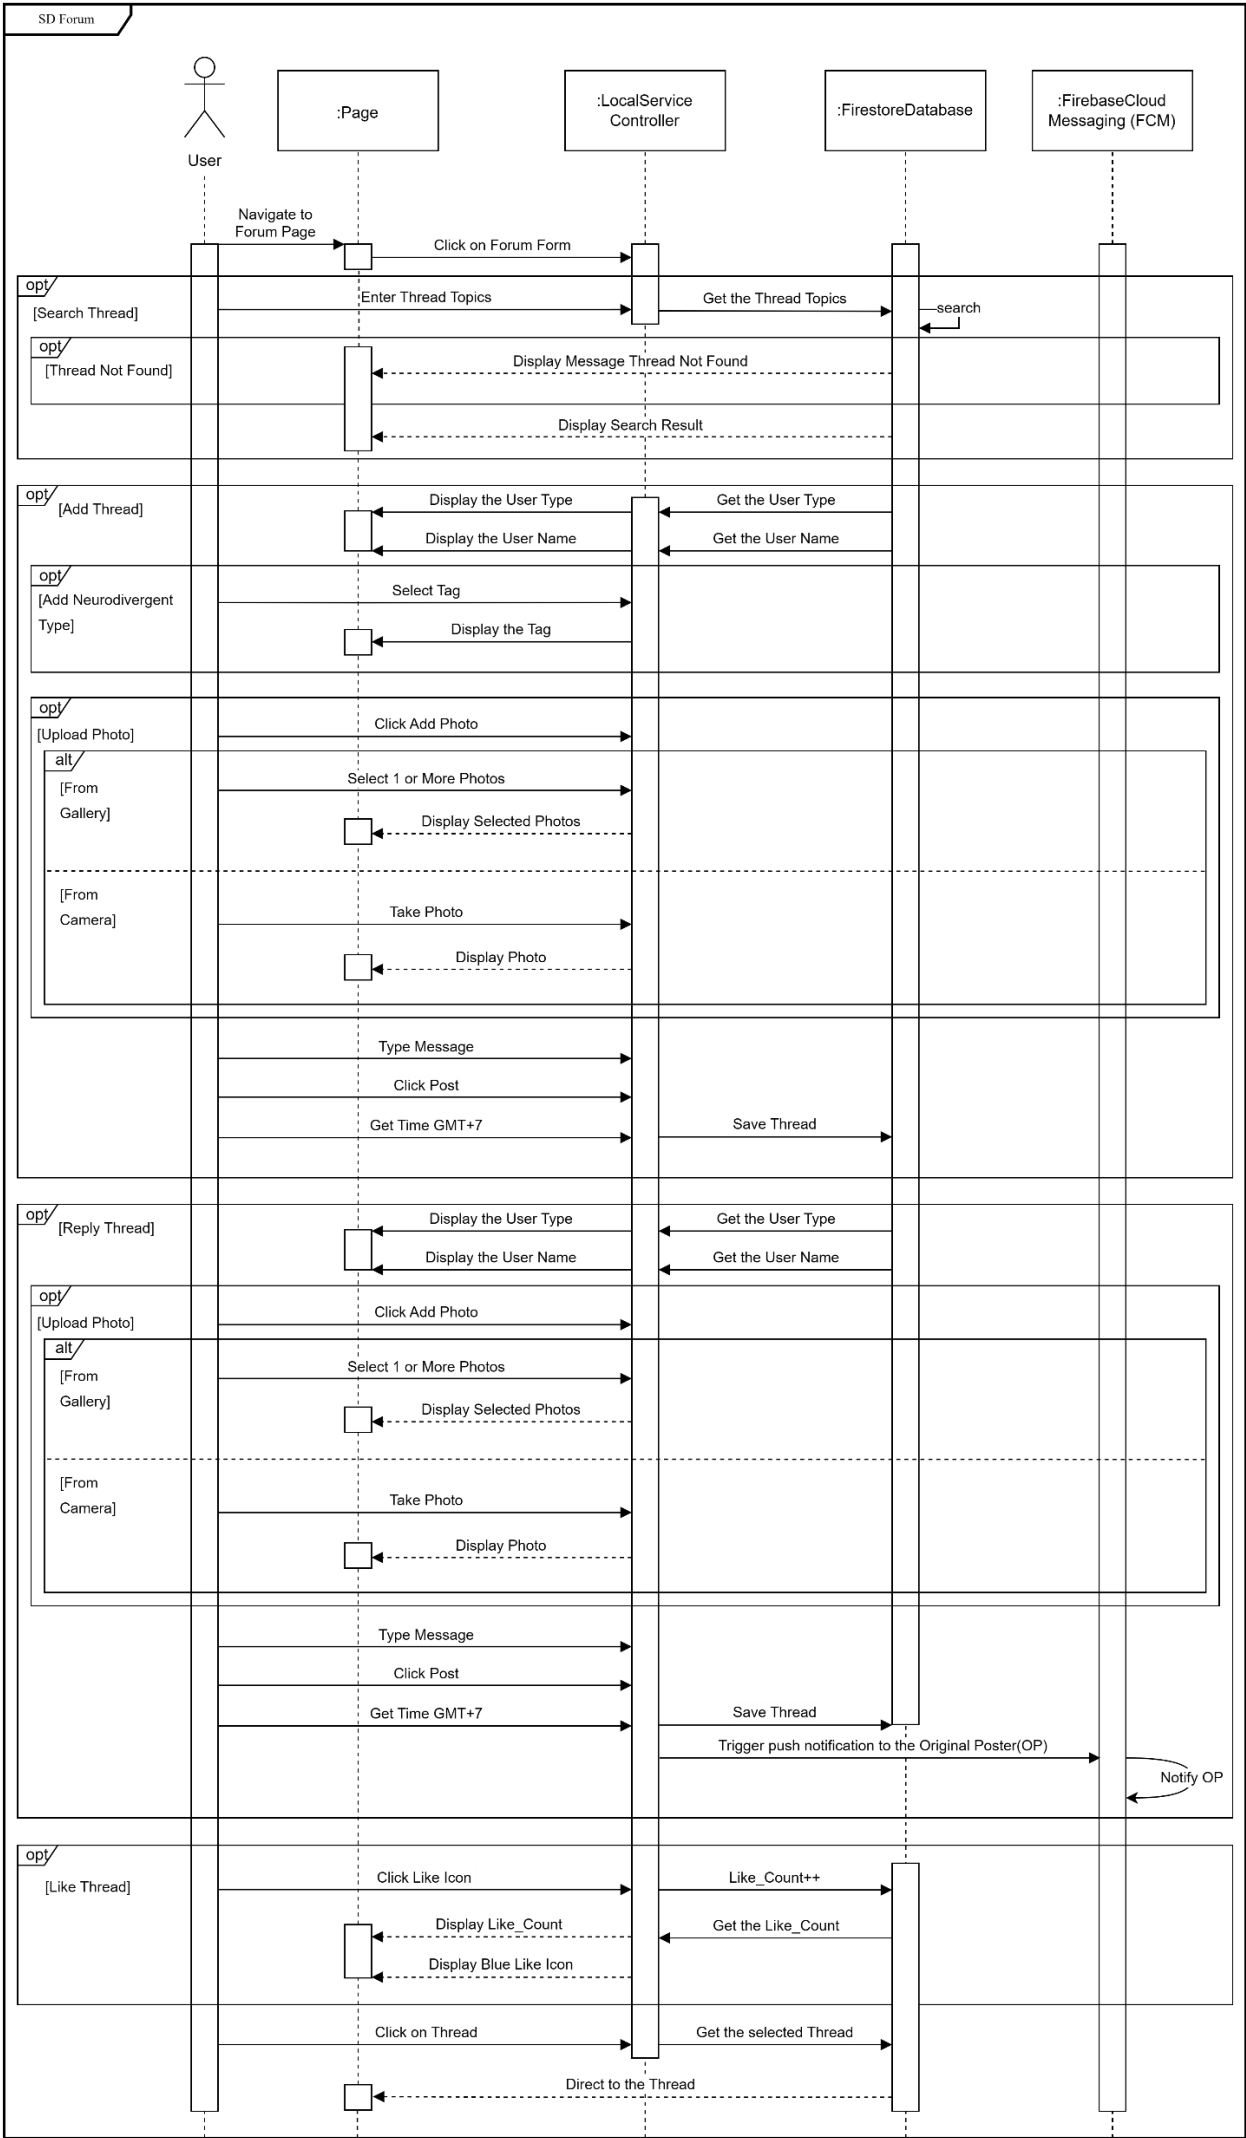 SD Forum
User
:Page
:LocalService
Controller
:FirestoreDatabase
:FirebaseCloud
Messaging (FCM)
Navigate to
Forum Page
Click on Forum Form
opt
[Search Thread]
Enter Thread Topics
Get the Thread Topics
search
opt
[Thread Not Found]
Display Message Thread Not Found
Display Search Result
opt
[Add Thread]
Display the User Type
Get the User Type
Display the User Name
Get the User Name
opt
[Add Neurodivergent
Type]
Select Tag
Display the Tag
opt
[Upload Photo]
Click Add Photo
alt
[From
Gallery]
Select 1 or More Photos
Display Selected Photos
[From
Camera]
Take Photo
Display Photo
Type Message
Click Post
Get Time GMT+7
Save Thread
opt
[Reply Thread]
Display the User Type
Get the User Type
Display the User Name
Get the User Name
opt
[Upload Photo]
Click Add Photo
alt
[From
Gallery]
Select 1 or More Photos
Display Selected Photos
[From
Camera]
Take Photo
Display Photo
Type Message
Click Post
Get Time GMT+7
Save Thread
Trigger push notification to the Original Poster(OP)
Notify OP
opt
[Like Thread]
Click Like Icon
Like_Count++
Display Like_Count
Get the Like_Count
Display Blue Like Icon
Click on Thread
Get the selected Thread
Direct to the Thread